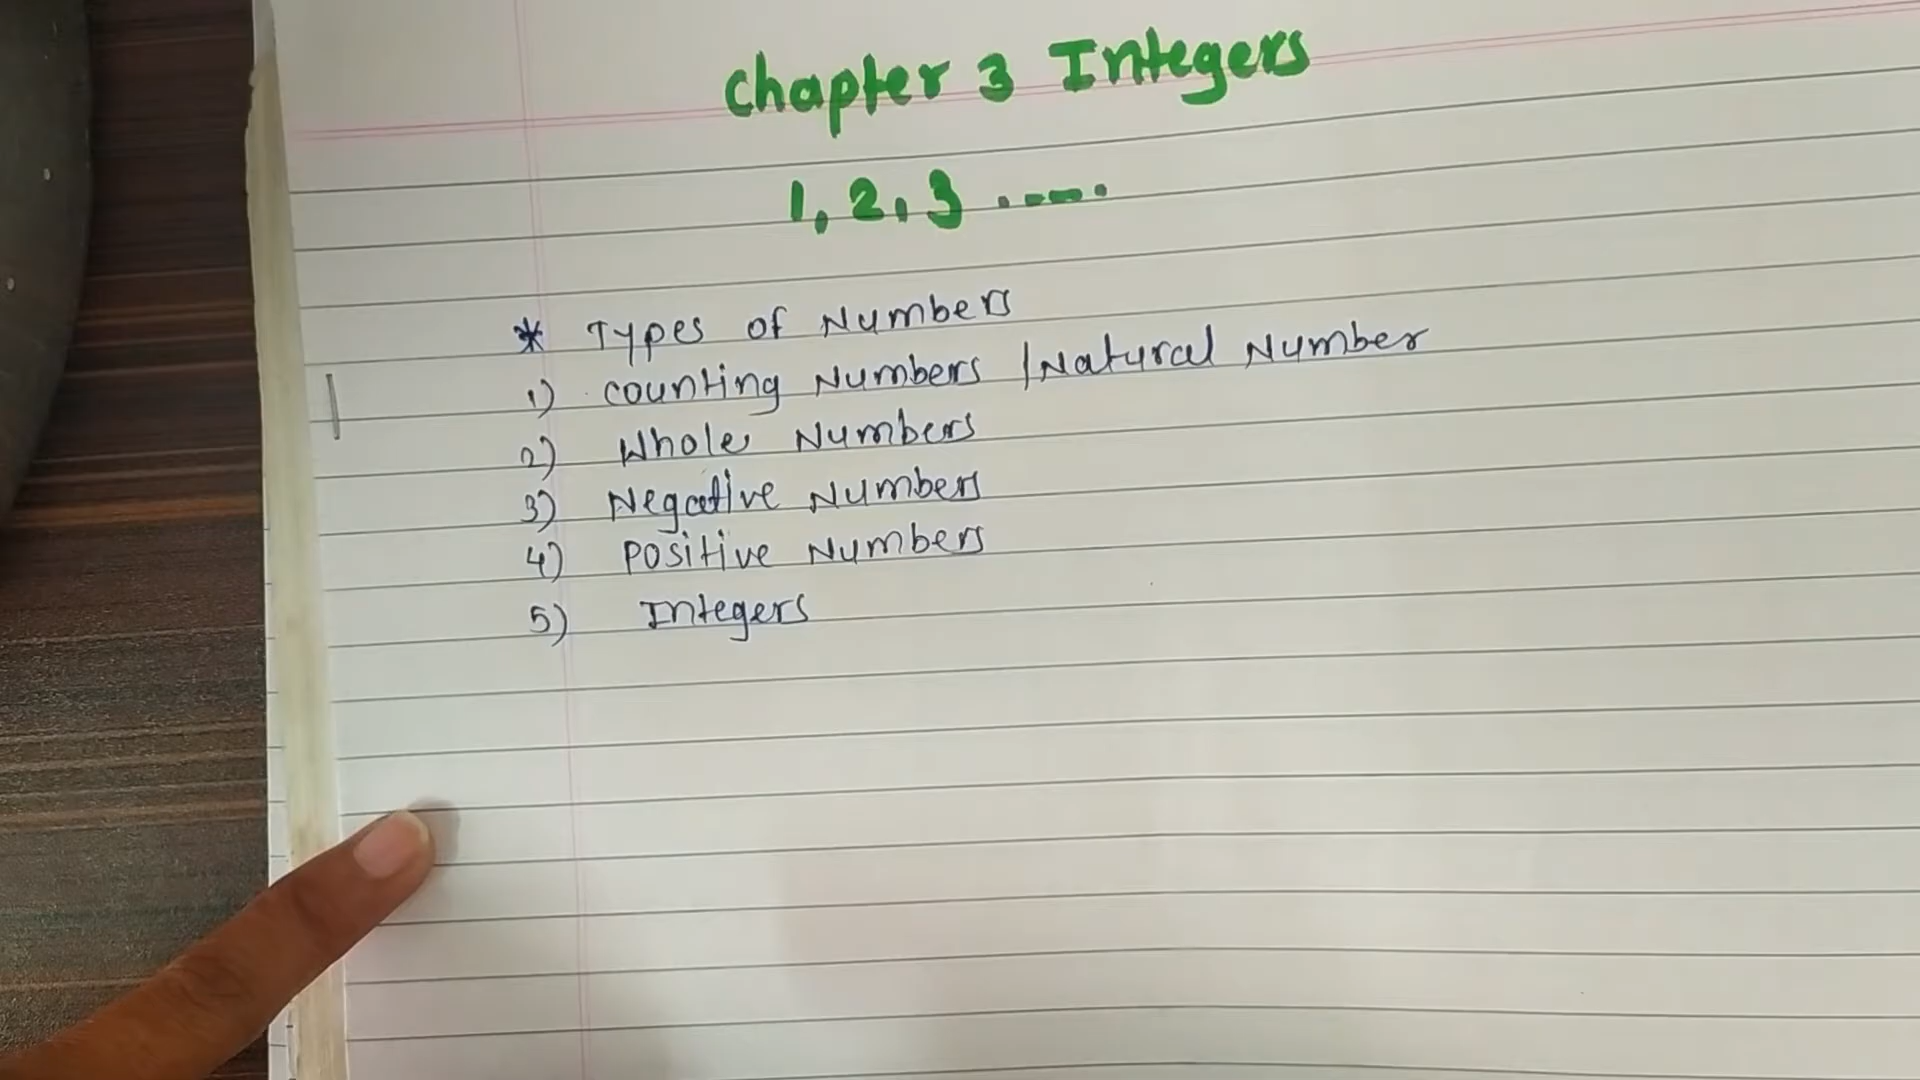 Chapter 3 Integers
1, 2, 3 .....
* Types of Numbers
1) Counting Numbers / Natural Number
2) Whole Numbers
3) Negative Numbers
4) Positive Numbers
5) Integers